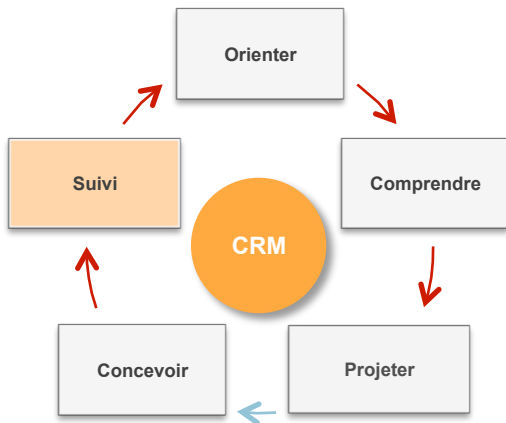 Orienter
Suivi
Comprendre
CRM
Concevoir
Projeter